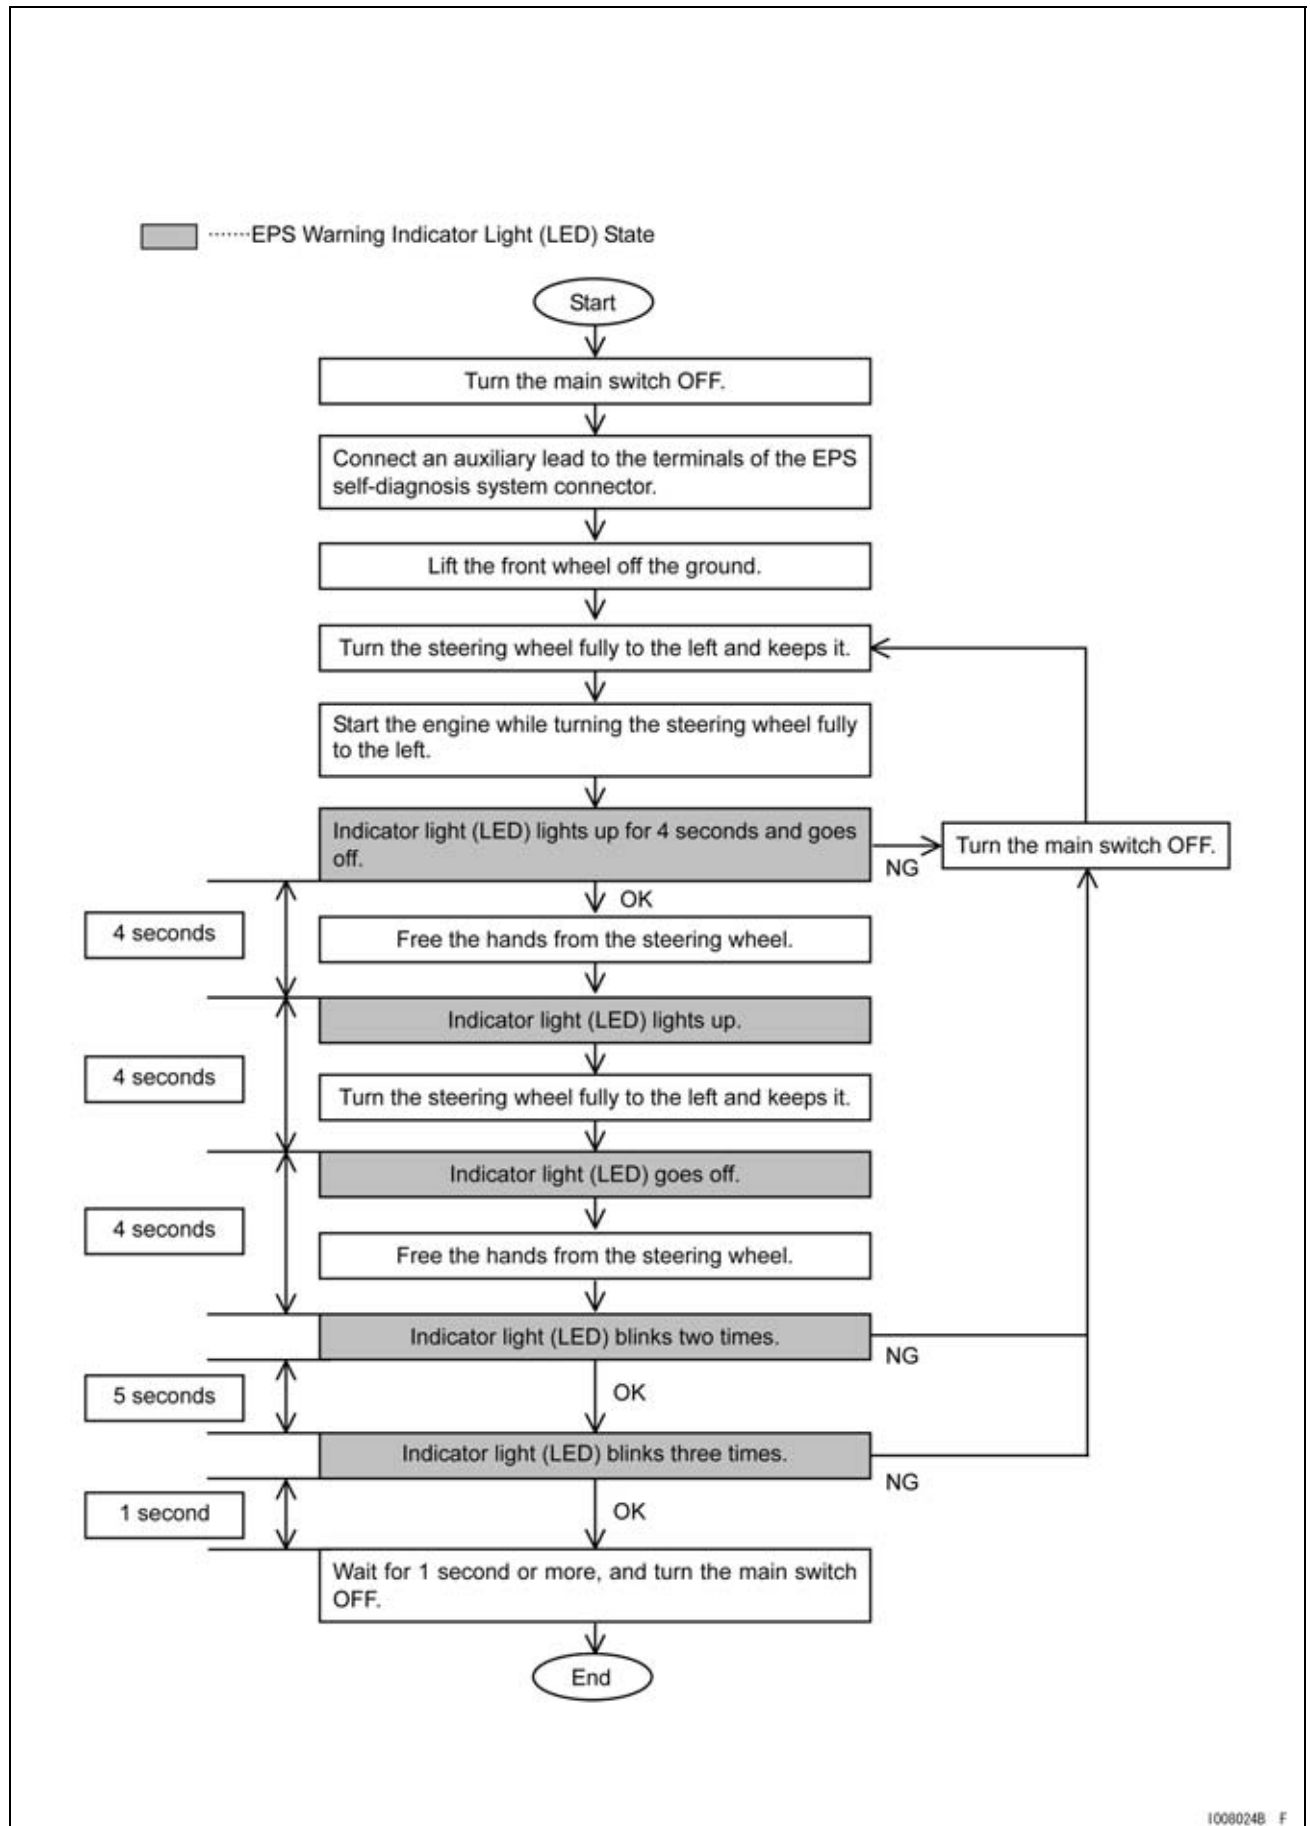 ·······EPS Warning Indicator Light (LED) State
Start
Turn the main switch OFF.
Connect an auxiliary lead to the terminals of the EPS
self-diagnosis system connector.
Lift the front wheel off the ground.
Turn the steering wheel fully to the left and keeps it.
Start the engine while turning the steering wheel fully
to the left.
Indicator light (LED) lights up for 4 seconds and goes
off.
NG
Turn the main switch OFF.
OK
4 seconds
Free the hands from the steering wheel.
Indicator light (LED) lights up.
4 seconds
Turn the steering wheel fully to the left and keeps it.
Indicator light (LED) goes off.
4 seconds
Free the hands from the steering wheel.
Indicator light (LED) blinks two times.
NG
5 seconds
OK
Indicator light (LED) blinks three times.
NG
1 second
OK
Wait for 1 second or more, and turn the main switch
OFF.
End
I008024B F